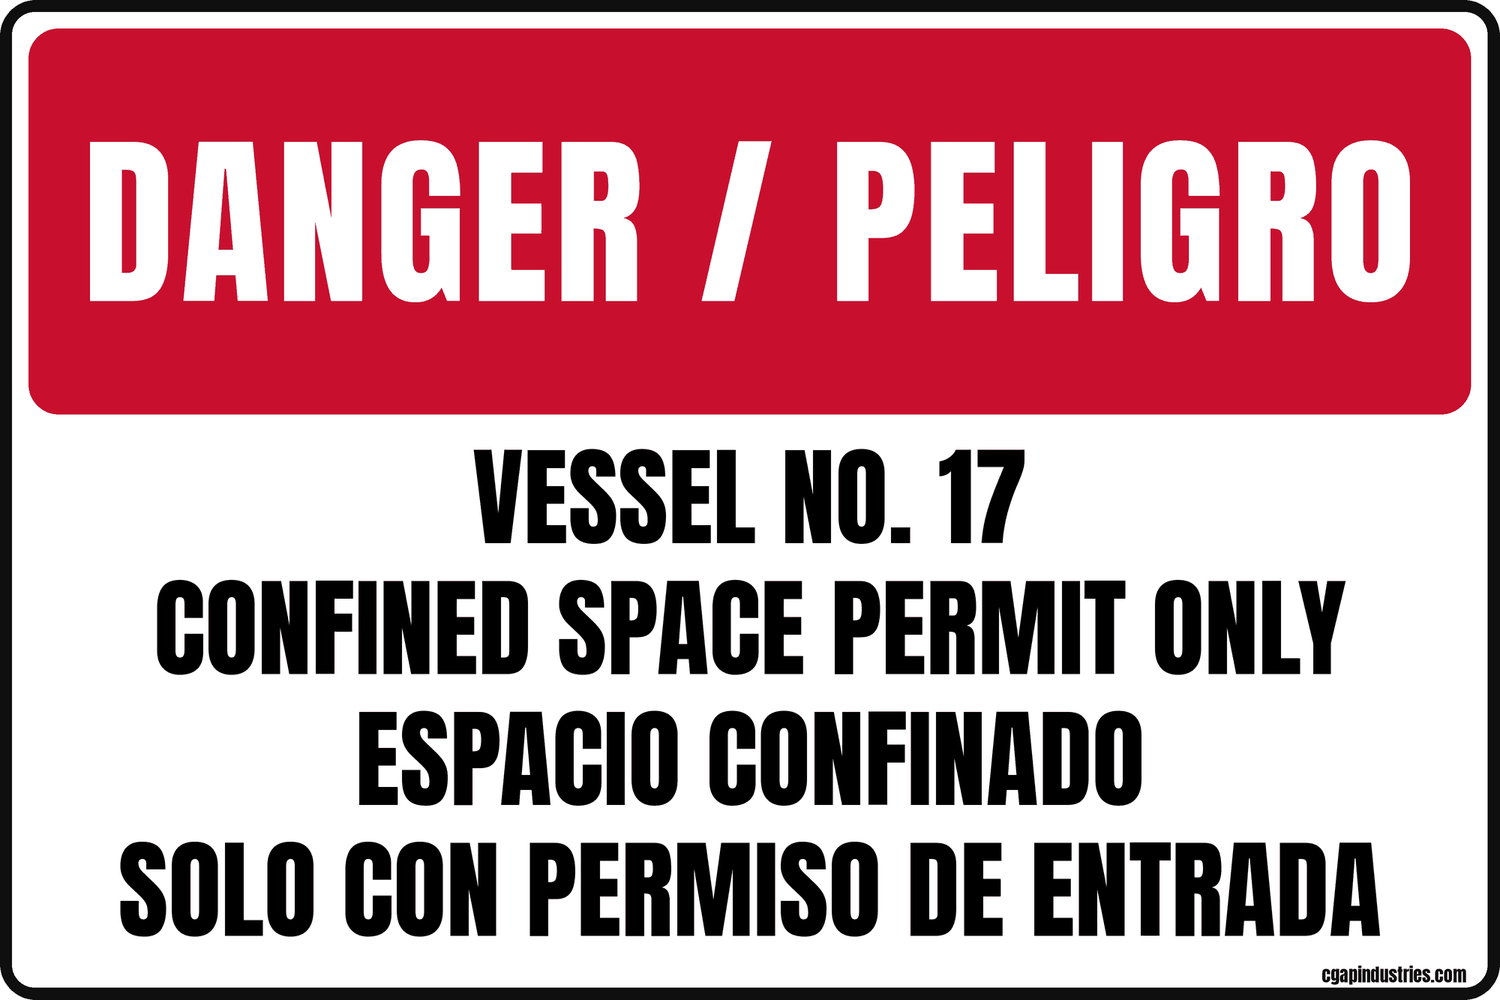 DANGER / PELIGRO
VESSEL NO. 17
CONFINED SPACE PERMIT ONLY
ESPACIO CONFINADO
SOLO CON PERMISO DE ENTRADA
cgapindustries.com